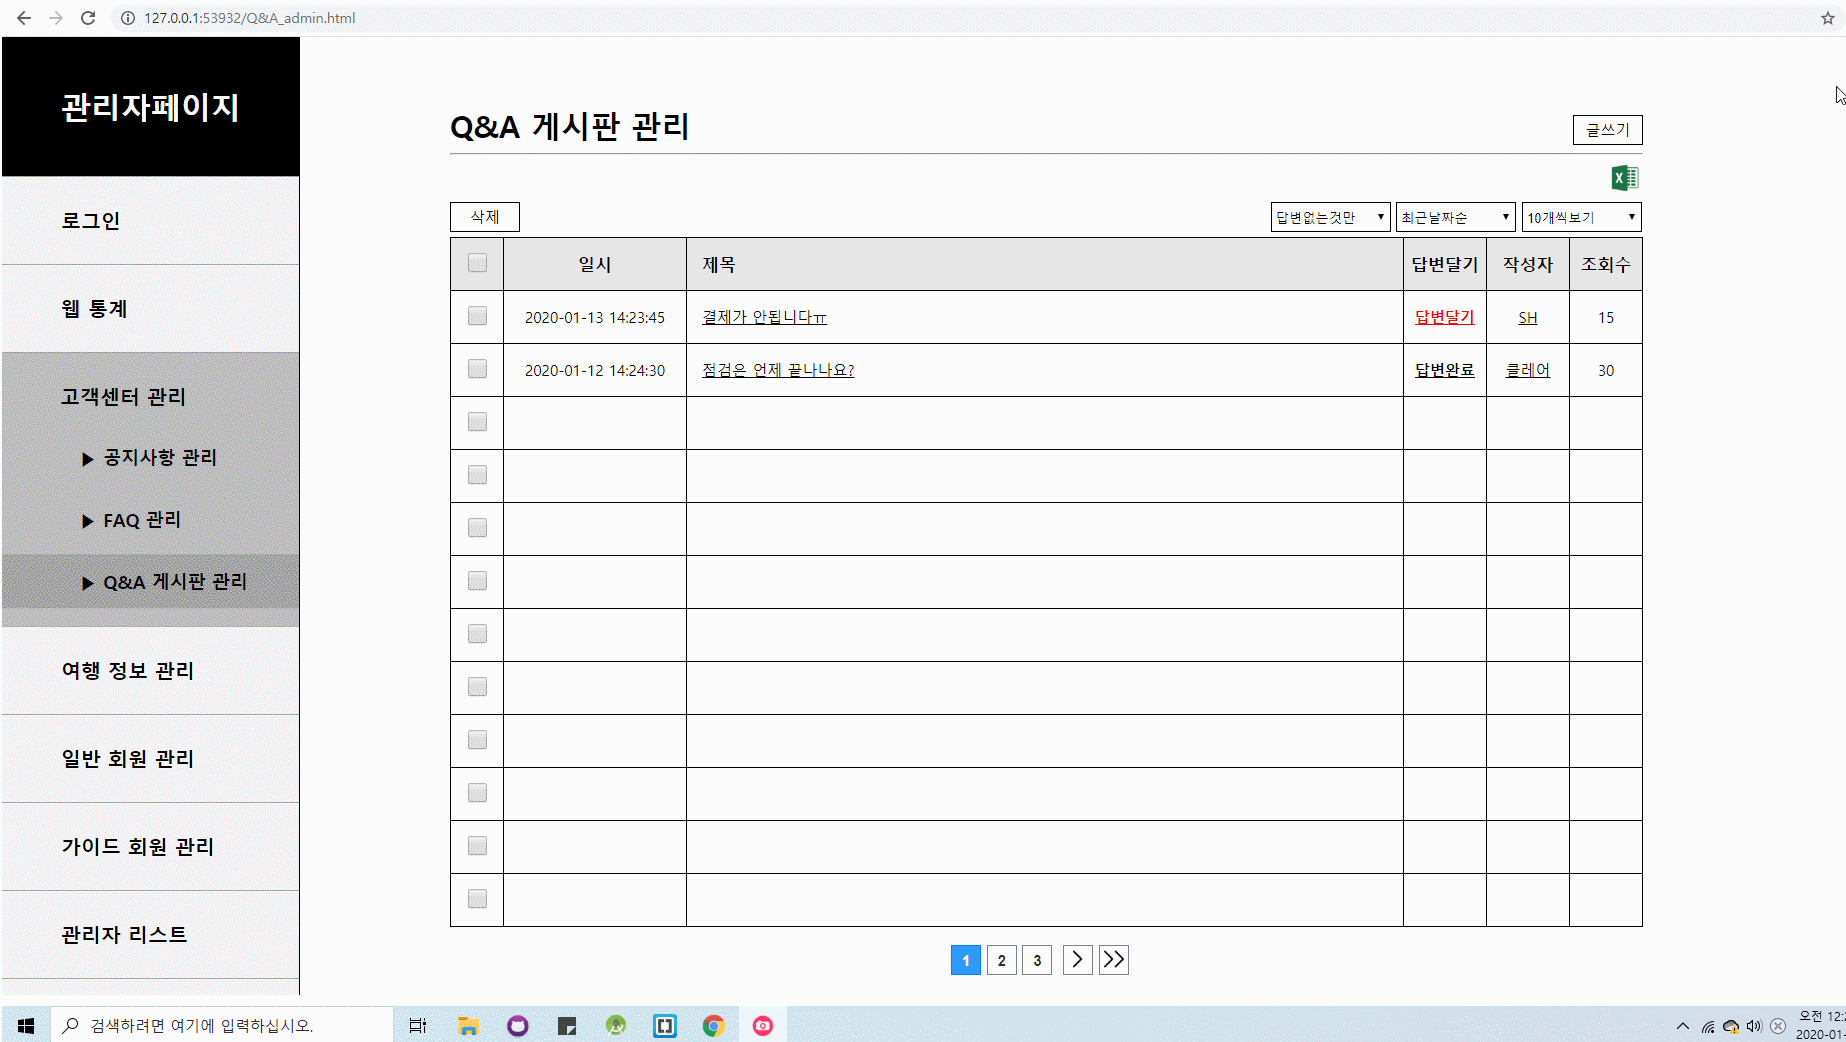 127.0.0.1:53932/Q&A_admin.html
관리자페이지
로그인
웹 통계
고객센터 관리
▶ 공지사항 관리
▶ FAQ 관리
▶ Q&A 게시판 관리
여행 정보 관리
일반 회원 관리
가이드 회원 관리
관리자 리스트
Q&A 게시판 관리
글쓰기
삭제
답변없는것만 최근날짜순 10개씩보기
일시 제목 답변달기 작성자 조회수
2020-01-13 14:23:45 결제가 안됩니다ㅠ 답변달기 SH 15
2020-01-12 14:24:30 점검은 언제 끝나나요? 답변완료 클레어 30
1 2 3 > >>
검색하려면 여기에 입력하십시오.
오전 12:
2020-01-